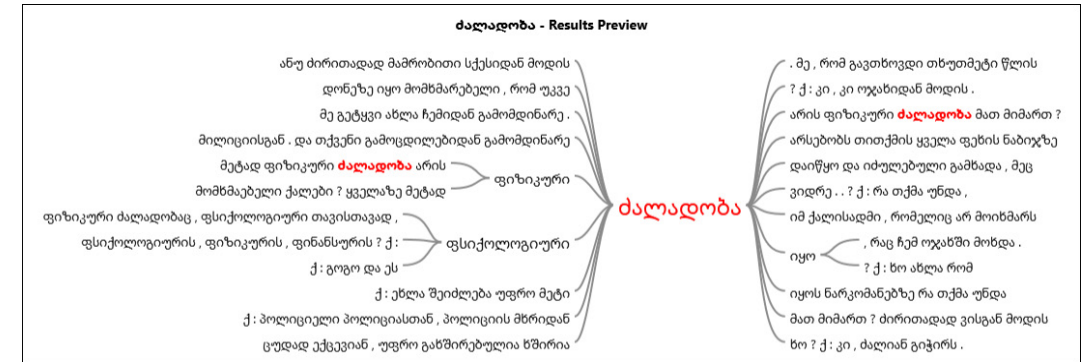 ძალადობა - Results Preview
ანუ ძირითადად მამრობითი სქესიდან მოდის
დონეზე იყო მომხმარებელი , რომ უკვე
მე გეტყვი ახლა ჩემიდან გამომდინარე .
მილიციისგან . და თქვენი გამოცდილებიდან გამომდინარე
მეტად ფიზიკური ძალადობა არის
მომხმაებელი ქალები ? ყველაზე მეტად
ფიზიკური
ფიზიკური ძალადობაც , ფსიქოლოგიური თავისთავად ,
ფსიქოლოგიურის , ფიზიკურის , ფინანსურის ? ქ :
ქ : გოგო და ეს
ფსიქოლოგიური
ქ : ეხლა შეიძლება უფრო მეტი
ქ : პოლიციელი პოლიციასთან , პოლიციის მხრიდან
ცუდად ექცევიან , უფრო გახშირებულია ხშირია
ძალადობა
. მე , რომ გავთხოვდი თხუთმეტი წლის
? ქ : კი , კი ოჯახიდან მოდის .
არის ფიზიკური ძალადობა მათ მიმართ ?
არსებობს თითქმის ყველა ფეხის ნაბიჯზე
დაიწყო და იძულებული გამხადა , მეც
ვიდრე . . ? ქ : რა თქმა უნდა ,
იმ ქალისადმი , რომელიც არ მოიხმარს
იყო
, რაც ჩემ ოჯახში მოხდა .
? ქ : ხო ახლა რომ
იყოს ნარკომანებზე რა თქმა უნდა
მათ მიმართ ? ძირითადად ვისგან მოდის
ხო ? ქ : კი , ძალიან გიჭირს .